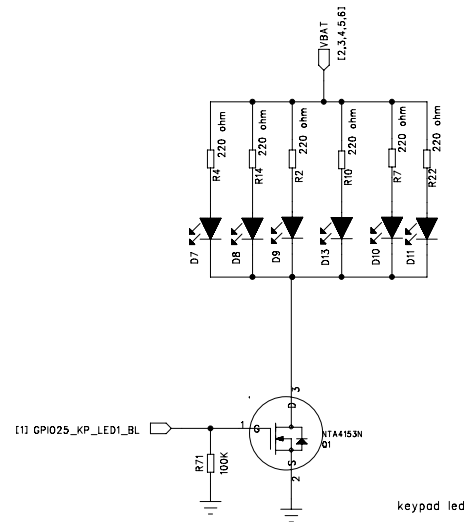 VBAT
[2,3,4,5,6]
220 ohm
220 ohm
220 ohm
220 ohm
220 ohm
220 ohm
R4
R14
R2
R10
R7
R22
D7
D8
D9
D13
D10
D11
3
D
[1] GPIO25_KP_LED1_BL
1
G
NTA4153N
Q1
S
2
R71
100K
keypad led